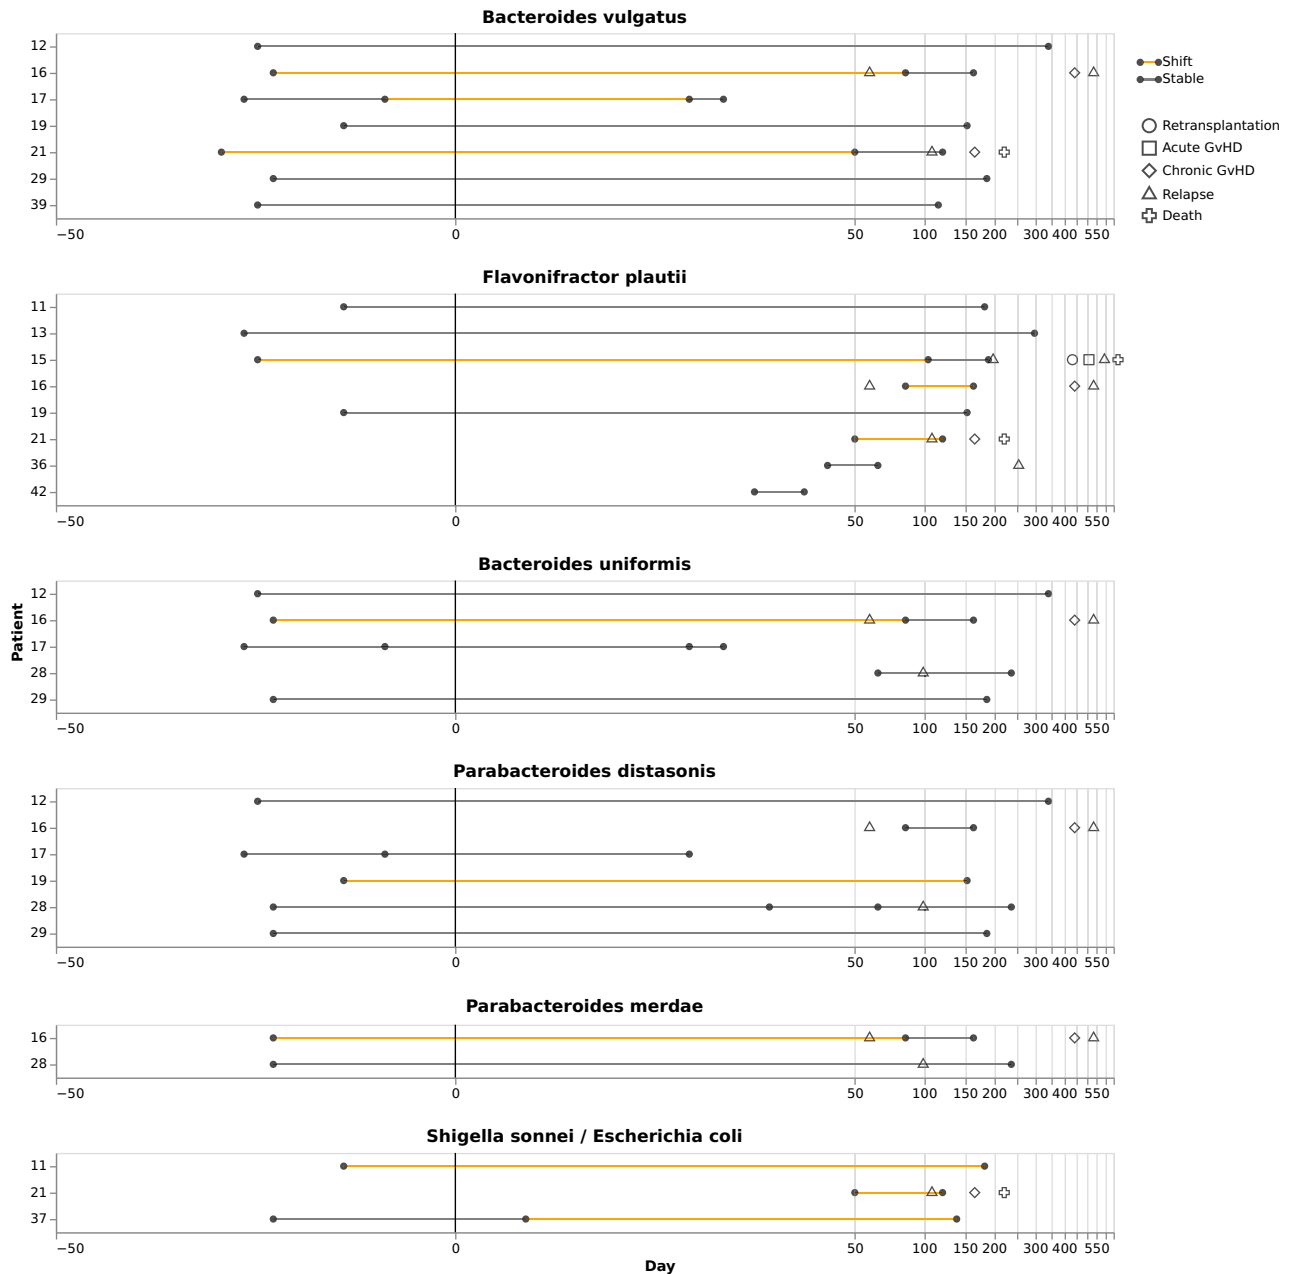 Bacteroides vulgatus
12
16
17
19
21
29
39
−50 0 50 100 150 200 300 400 550
Shift
Stable
Retransplantation
Acute GvHD
Chronic GvHD
Relapse
Death
Flavonifractor plautii
11
13
15
16
19
21
36
42
−50 0 50 100 150 200 300 400 550
Bacteroides uniformis
12
16
17
28
29
−50 0 50 100 150 200 300 400 550
Patient
Parabacteroides distasonis
12
16
17
19
28
29
−50 0 50 100 150 200 300 400 550
Parabacteroides merdae
16
28
−50 0 50 100 150 200 300 400 550
Shigella sonnei / Escherichia coli
11
21
37
−50 0 50 100 150 200 300 400 550
Day